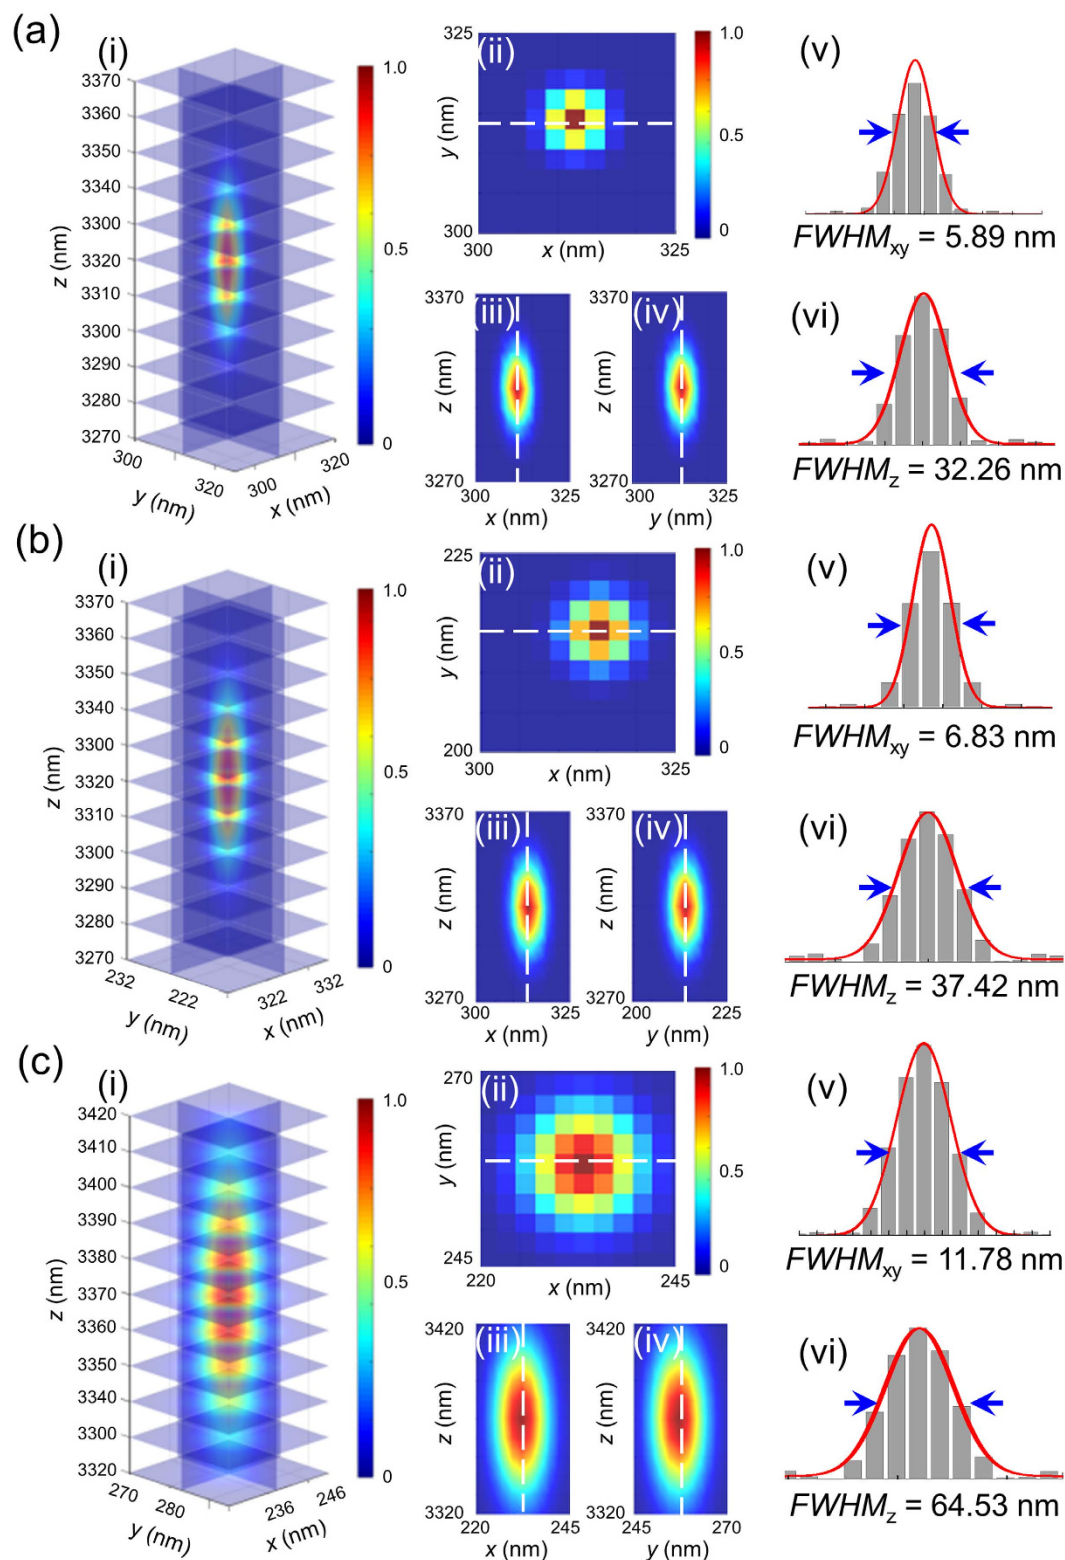 (a)
(i)
3370
3360
3350
3340
3300
3330
3320
3310
3300
3290
3280
3270
z (nm)
300
320
y (nm)
300
320
x (nm)
1.0
0.5
0
(ii)
325
300
y (nm)
300
325
x (nm)
1.0
0.5
0
(iii)
3370
3270
z (nm)
300
325
x (nm)
(iv)
3370
3270
z (nm)
300
325
y (nm)
(v)
FWHMxy = 5.89 nm
(vi)
FWHMz = 32.26 nm
(b)
(i)
3370
3360
3350
3340
3300
3330
3320
3310
3300
3290
3280
3270
z (nm)
232
222
y (nm)
322
332
x (nm)
1.0
0.5
0
(ii)
225
200
y (nm)
300
325
x (nm)
1.0
0.5
0
(iii)
3370
3270
z (nm)
300
325
x (nm)
(iv)
3370
3270
z (nm)
200
225
y (nm)
(v)
FWHMxy = 6.83 nm
(vi)
FWHMz = 37.42 nm
(c)
(i)
3420
3410
3400
3390
3380
3370
3360
3350
3340
3330
3320
z (nm)
270
280
y (nm)
236
246
x (nm)
1.0
0.5
0
(ii)
270
245
y (nm)
220
245
x (nm)
1.0
0.5
0
(iii)
3420
3320
z (nm)
220
245
x (nm)
(iv)
3420
3320
z (nm)
245
270
y (nm)
(v)
FWHMxy = 11.78 nm
(vi)
FWHMz = 64.53 nm